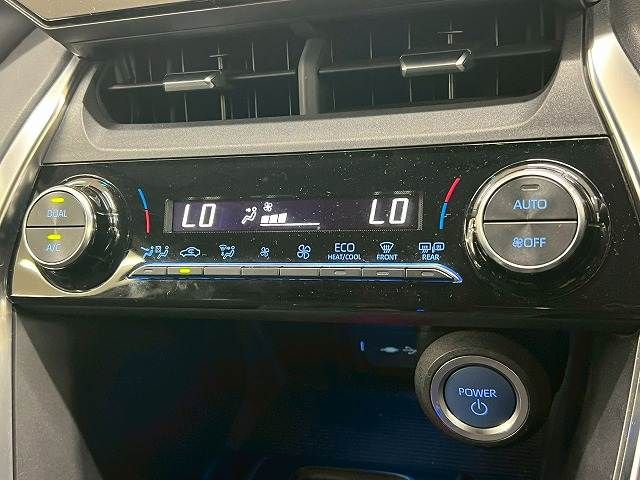 DUAL
A/C
LO
LO
AUTO
OFF
ECO
HEAT/COOL
FRONT
REAR
POWER